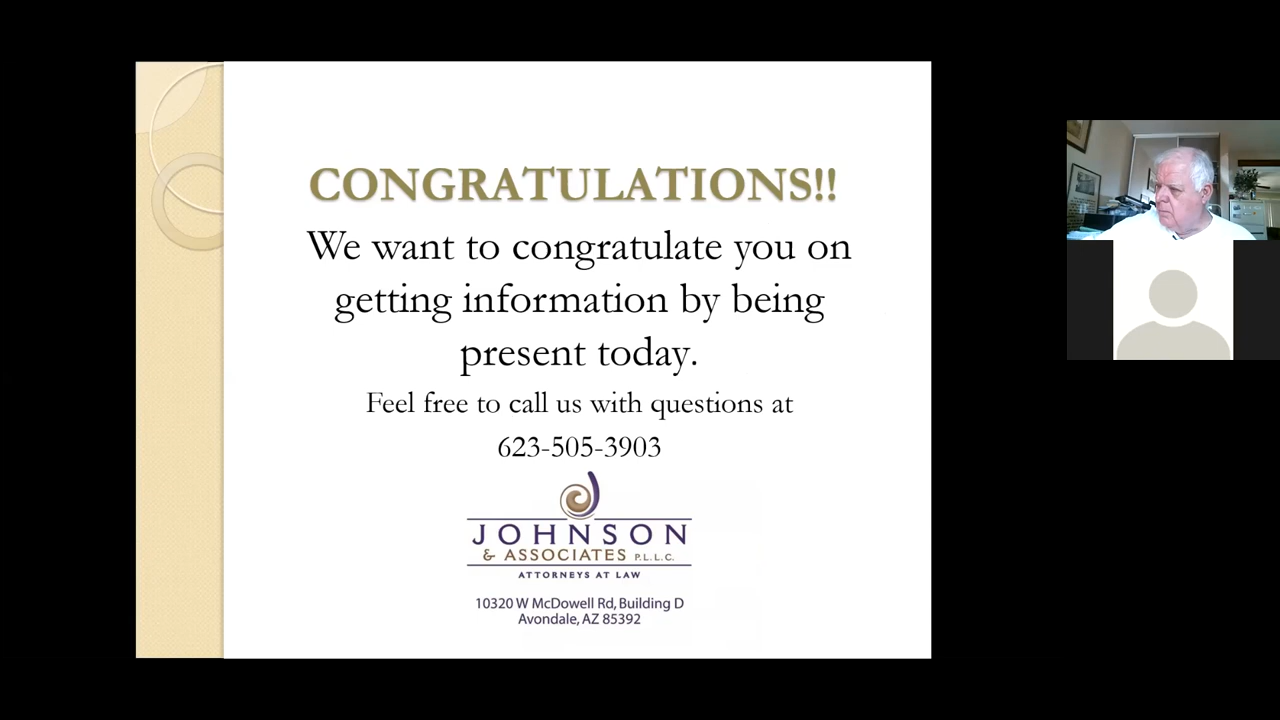 CONGRATULATIONS!!
We want to congratulate you on
getting information by being
present today.
Feel free to call us with questions at
623-505-3903
JOHNSON
& ASSOCIATES P.L.L.C.
ATTORNEYS AT LAW
10320 W McDowell Rd, Building D
Avondale, AZ 85392